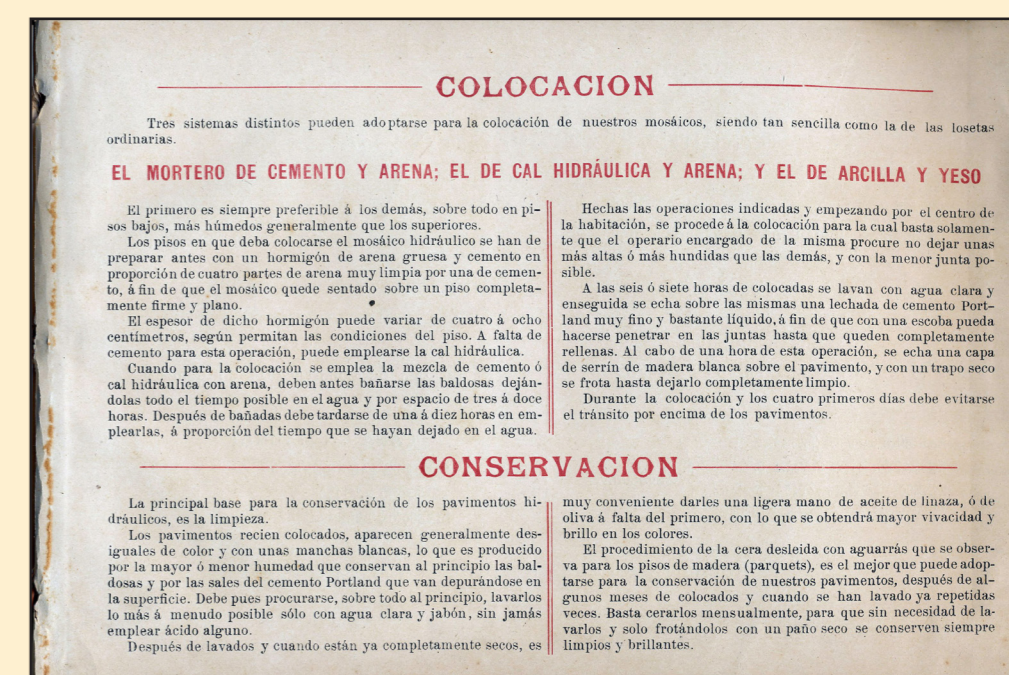 COLOCACION
Tres sistemas distintos pueden adoptarse para la colocación de nuestros mosáicos, siendo tan sencilla como la de las losetas
ordinarias.
EL MORTERO DE CEMENTO Y ARENA; EL DE CAL HIDRÁULICA Y ARENA; Y EL DE ARCILLA Y YESO
El primero es siempre preferible á los demás, sobre todo en pi-
sos bajos, más húmedos generalmente que los superiores.
Los pisos en que deba colocarse el mosáico hidráulico se han de
preparar antes con un hormigón de arena gruesa y cemento en
proporción de cuatro partes de arena muy limpia por una de cemen-
to, á fin de que el mosáico quede sentado sobre un piso completa-
mente firme y plano.
El espesor de dicho hormigón puede variar de cuatro á ocho
centímetros, según permitan las condiciones del piso. A falta de
cemento para esta operación, puede emplearse la cal hidráulica.
Cuando para la colocación se emplea la mezcla de cemento ó
cal hidráulica con arena, deben antes bañarse las baldosas deján-
dolas todo el tiempo posible en el agua y por espacio de tres á doce
horas. Después de bañadas debe tardarse de una á diez horas en em-
plearlas, á proporción del tiempo que se hayan dejado en el agua.
Hechas las operaciones indicadas y empezando por el centro de
la habitación, se procede á la colocación para la cual basta solamen-
te que el operario encargado de la misma procure no dejar unas
más altas ó más hundidas que las demás, y con la menor junta po-
sible.
A las seis ó siete horas de colocadas se lavan con agua clara y
enseguida se echa sobre las mismas una lechada de cemento Port-
land muy fino y bastante líquido, á fin de que con una escoba pueda
hacerse penetrar en las juntas hasta que queden completamente
rellenas. Al cabo de una hora de esta operación, se echa una capa
de serrín de madera blanca sobre el pavimento, y con un trapo seco
se frota hasta dejarlo completamente limpio.
Durante la colocación y los cuatro primeros días debe evitarse
el tránsito por encima de los pavimentos.
CONSERVACION
La principal base para la conservación de los pavimentos hi-
dráulicos, es la limpieza.
Los pavimentos recien colocados, aparecen generalmente des-
iguales de color y con unas manchas blancas, lo que es producido
por la mayor ó menor humedad que conservan al principio las bal-
dosas y por las sales del cemento Portland que van depurándose en
la superficie. Debe pues procurarse, sobre todo al principio, lavarlos
lo más á menudo posible sólo con agua clara y jabón, sin jamás
emplear ácido alguno.
Después de lavados y cuando están ya completamente secos, es
muy conveniente darles una ligera mano de aceite de linaza, ó de
oliva á falta del primero, con lo que se obtendrá mayor vivacidad y
brillo en los colores.
El procedimiento de la cera desleida con aguarrás que se obser-
va para los pisos de madera (parquets), es el mejor que puede adop-
tarse para la conservación de nuestros pavimentos, después de al-
gunos meses de colocados y cuando se han lavado ya repetidas
veces. Basta cerarlos mensualmente, para que sin necesidad de la-
varlos y solo frotándolos con un paño seco se conserven siempre
limpios y brillantes.